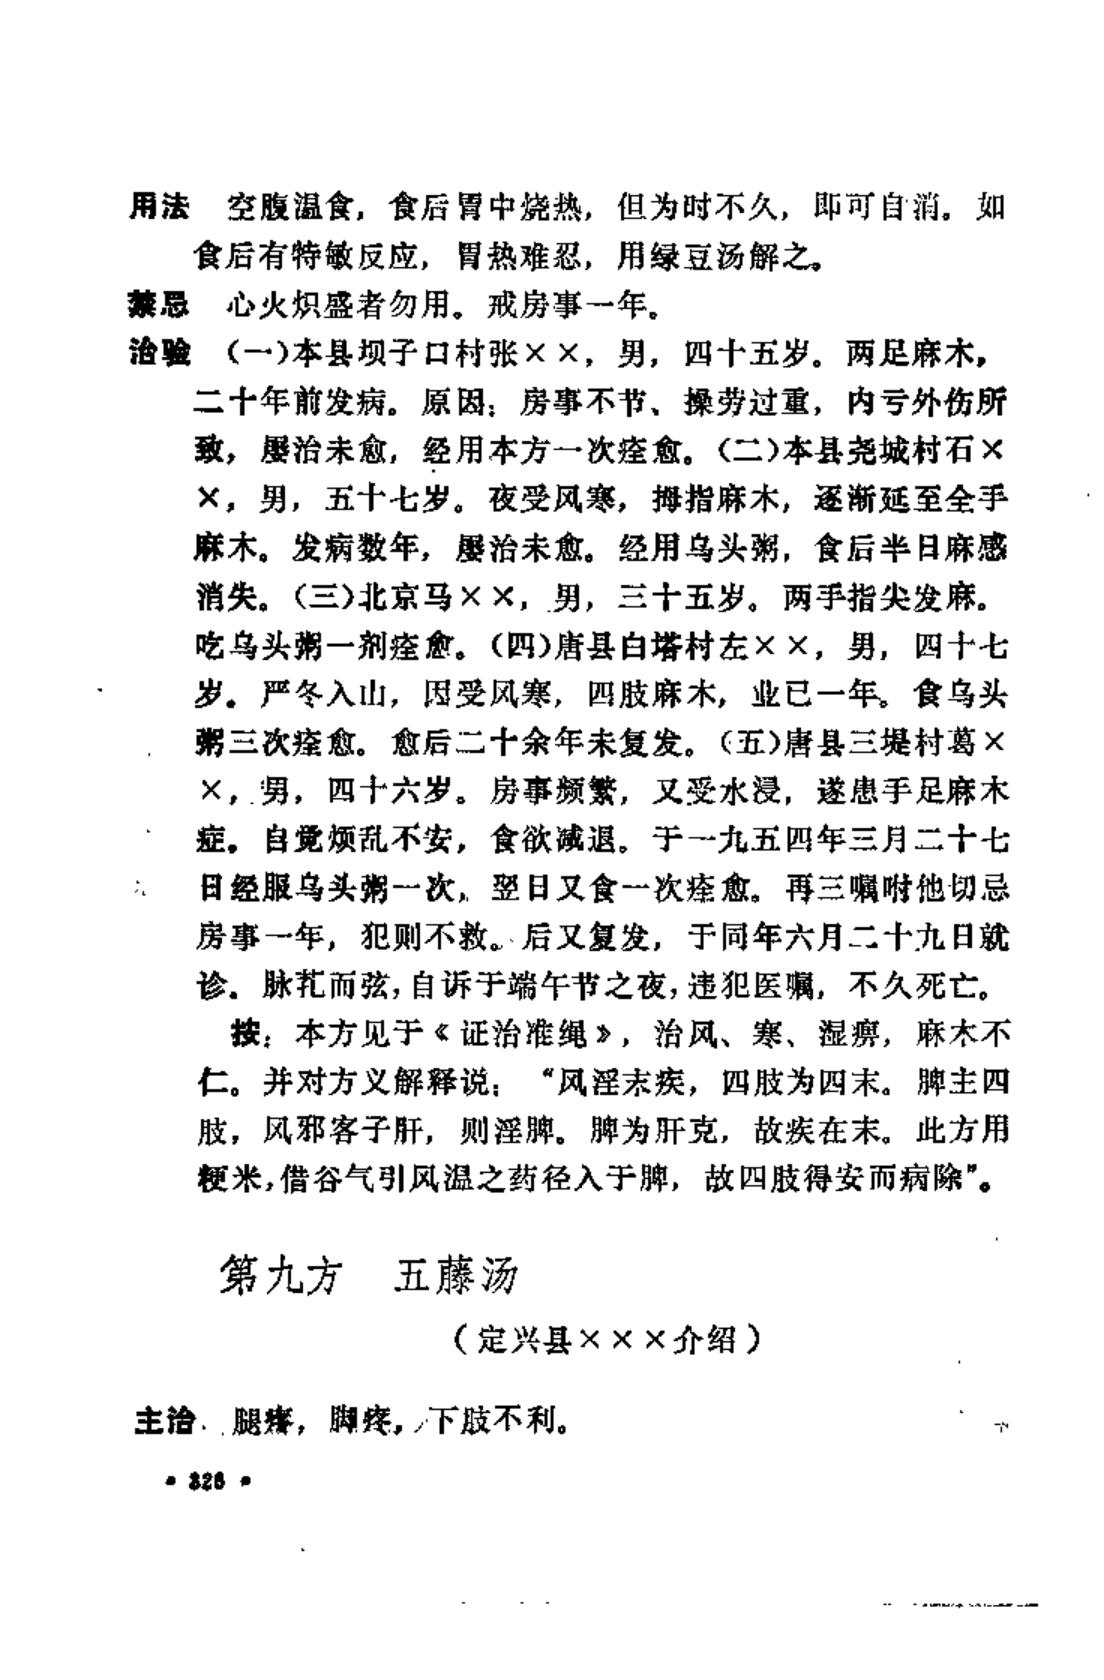 用法　空腹温食，食后胃中烧热，但为时不久，即可自消。如
食后有特敏反应，胃热难忍，用绿豆汤解之。
禁忌　心火炽盛者勿用。戒房事一年。
治验　(一)本县坝子口村张××，男，四十五岁。两足麻木，
二十年前发病。原因：房事不节、操劳过重，内亏外伤所
致，屡治未愈，经用本方一次痊愈。(二)本县尧城村石×
×，男，五十七岁。夜受风寒，拇指麻木，逐渐延至全手
麻木。发病数年，屡治未愈。经用乌头粥，食后半日麻感
消失。(三)北京马××，男，三十五岁。两手指尖发麻。
吃乌头粥一剂痊愈。(四)唐县白塔村左××，男，四十七
岁。严冬入山，因受风寒，四肢麻木，业已一年。食乌头
粥三次痊愈。愈后二十余年未复发。(五)唐县三堤村葛×
×，男，四十六岁。房事频繁，又受水浸，遂患手足麻木
症。自觉烦乱不安，食欲减退。于一九五四年三月二十七
日经服乌头粥一次，翌日又食一次痊愈。再三嘱咐他切忌
房事一年，犯则不救。后又复发，于同年六月二十九日就
诊。脉芤而弦，自诉于端午节之夜，违犯医嘱，不久死亡。
按：本方见于《证治准绳》，治风、寒、湿痹，麻木不
仁。并对方义解释说：“风淫末疾，四肢为四末。脾主四
肢，风邪客于肝，则淫脾。脾为肝克，故疾在末。此方用
粳米，借谷气引风温之药径入于脾，故四肢得安而病除”。
第九方　五藤汤
（定兴县×××介绍）
主治　腿疼，脚疼，下肢不利。
• 326 •